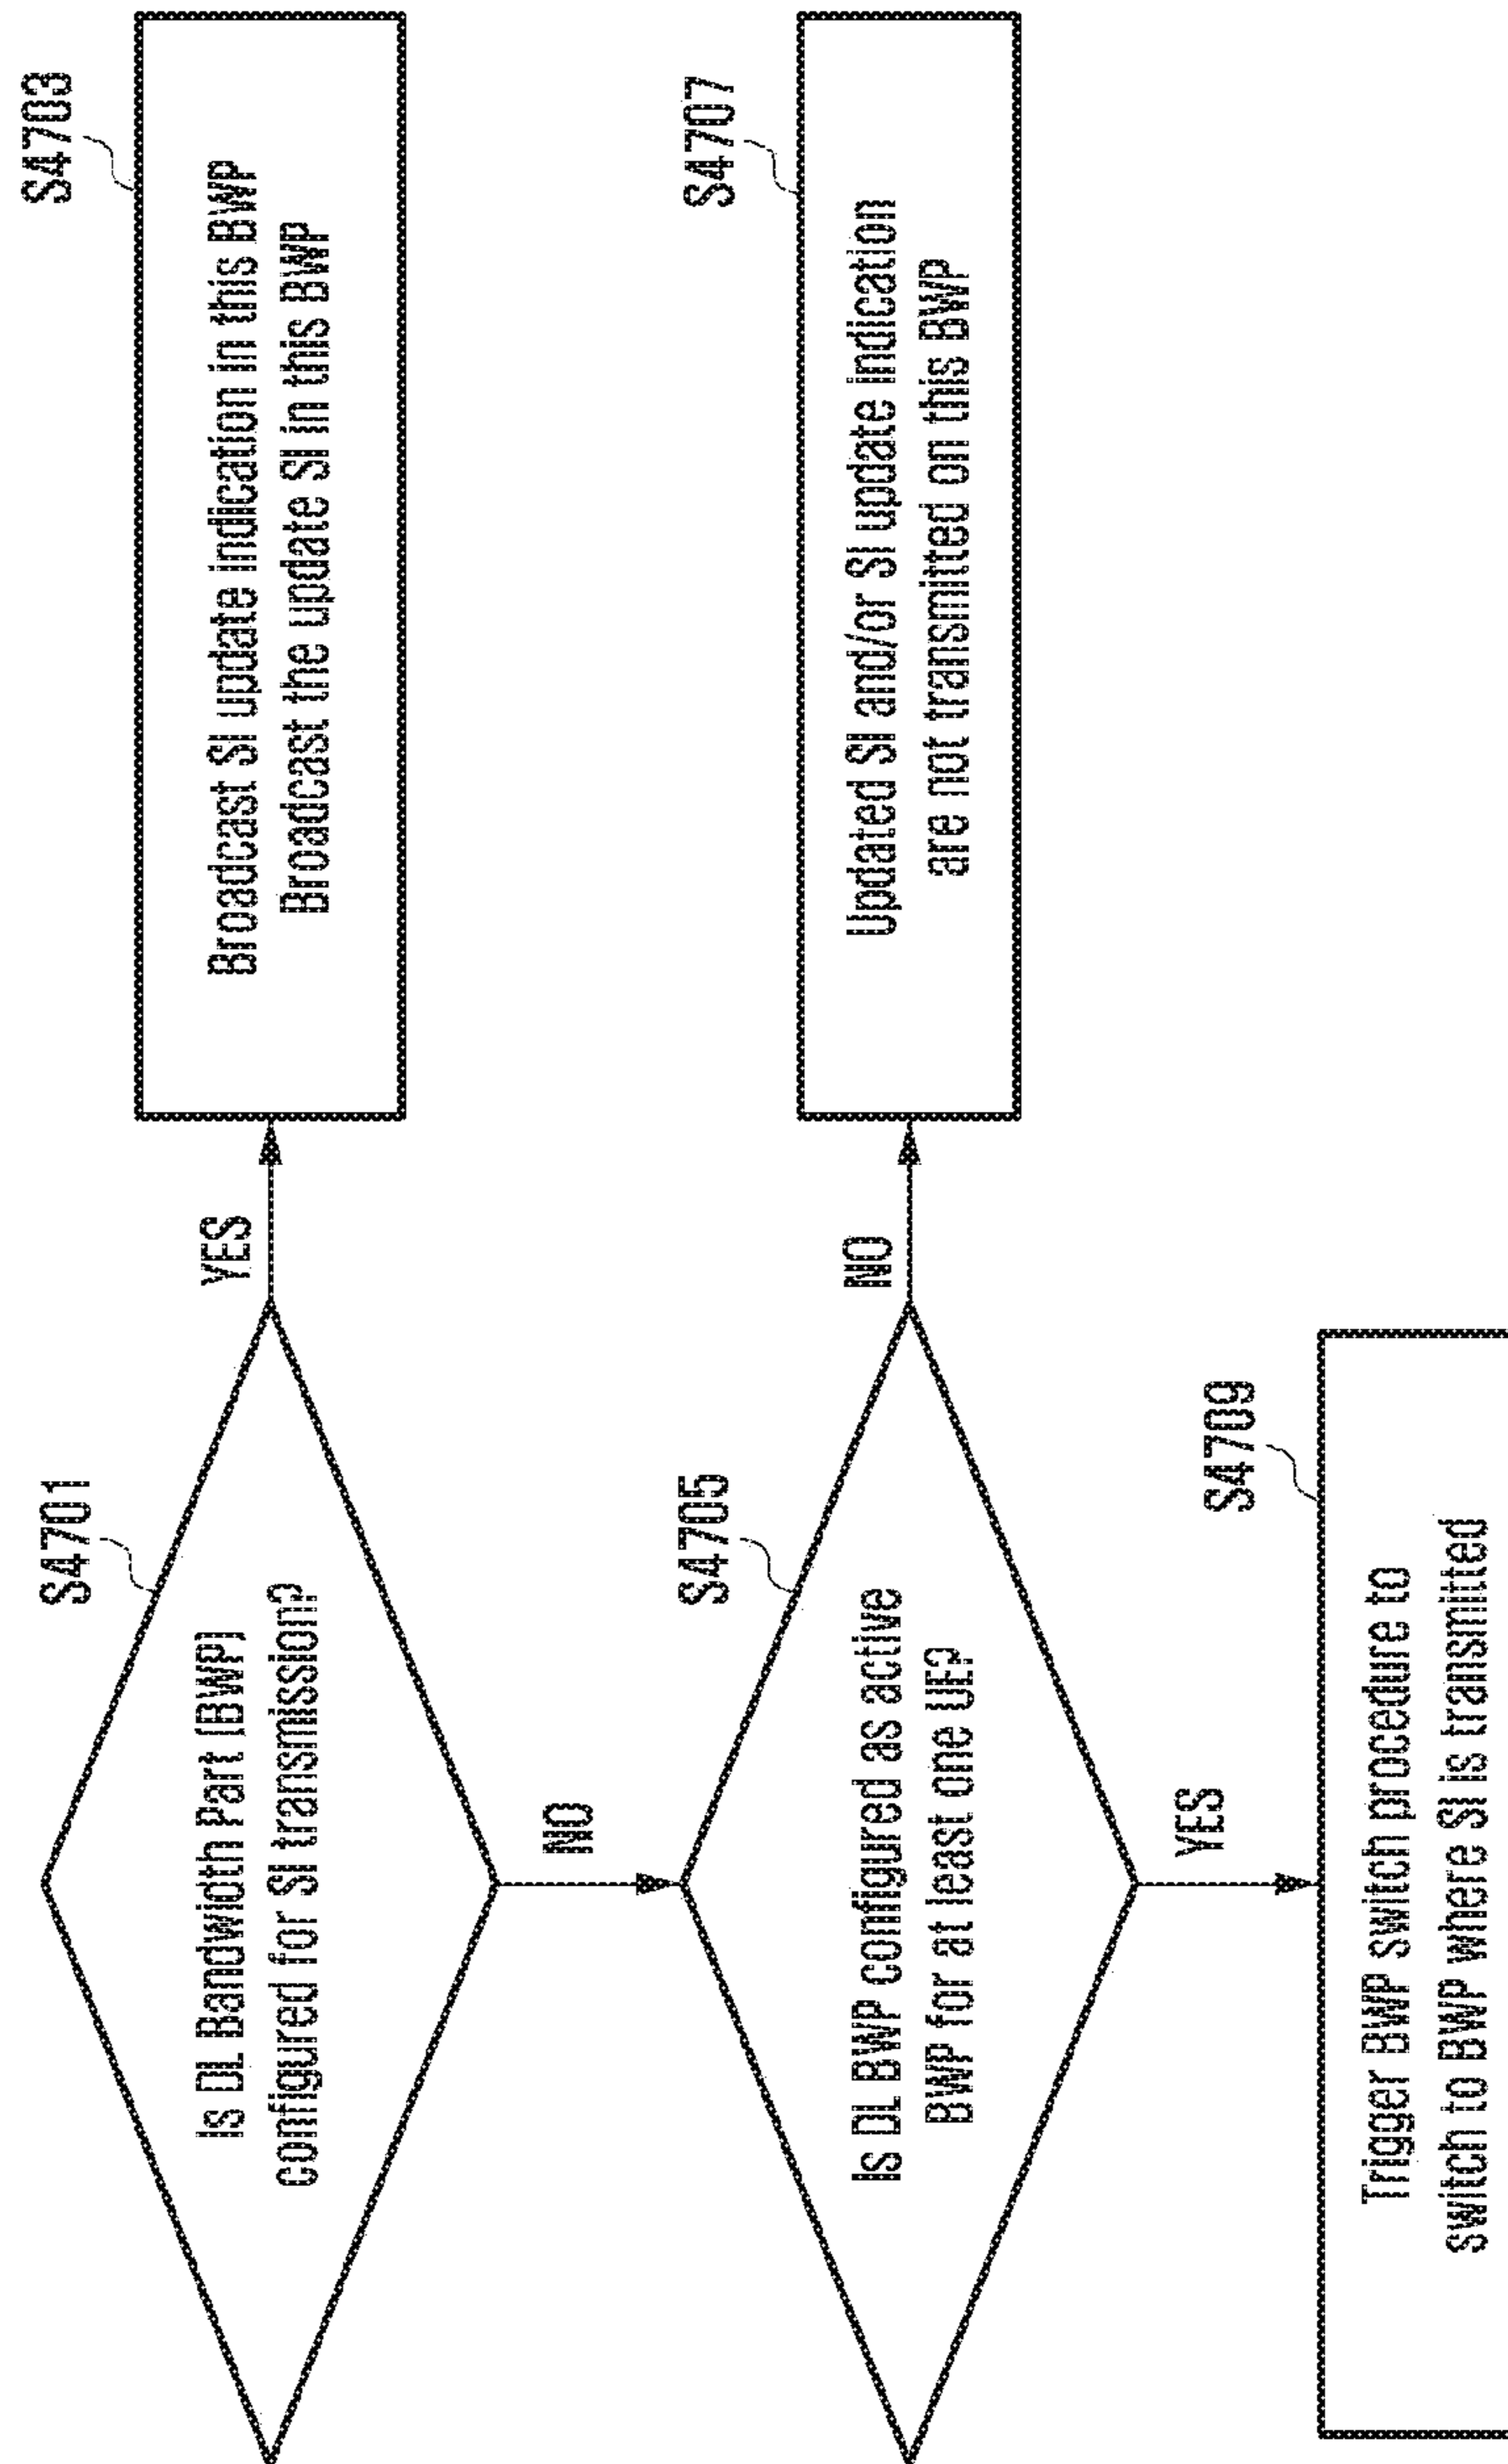 S4701
Is DL Bandwidth Part (BWP)
configured for SI transmission?
YES
S4703
Broadcast SI update indication in this BWP
Broadcast the update SI in this BWP
NO
S4705
Is DL BWP configured as active
BWP for at least one UE?
NO
S4707
Updated SI and/or SI update indication
are not transmitted on this BWP
YES
S4709
Trigger BWP switch procedure to
switch to BWP where SI is transmitted